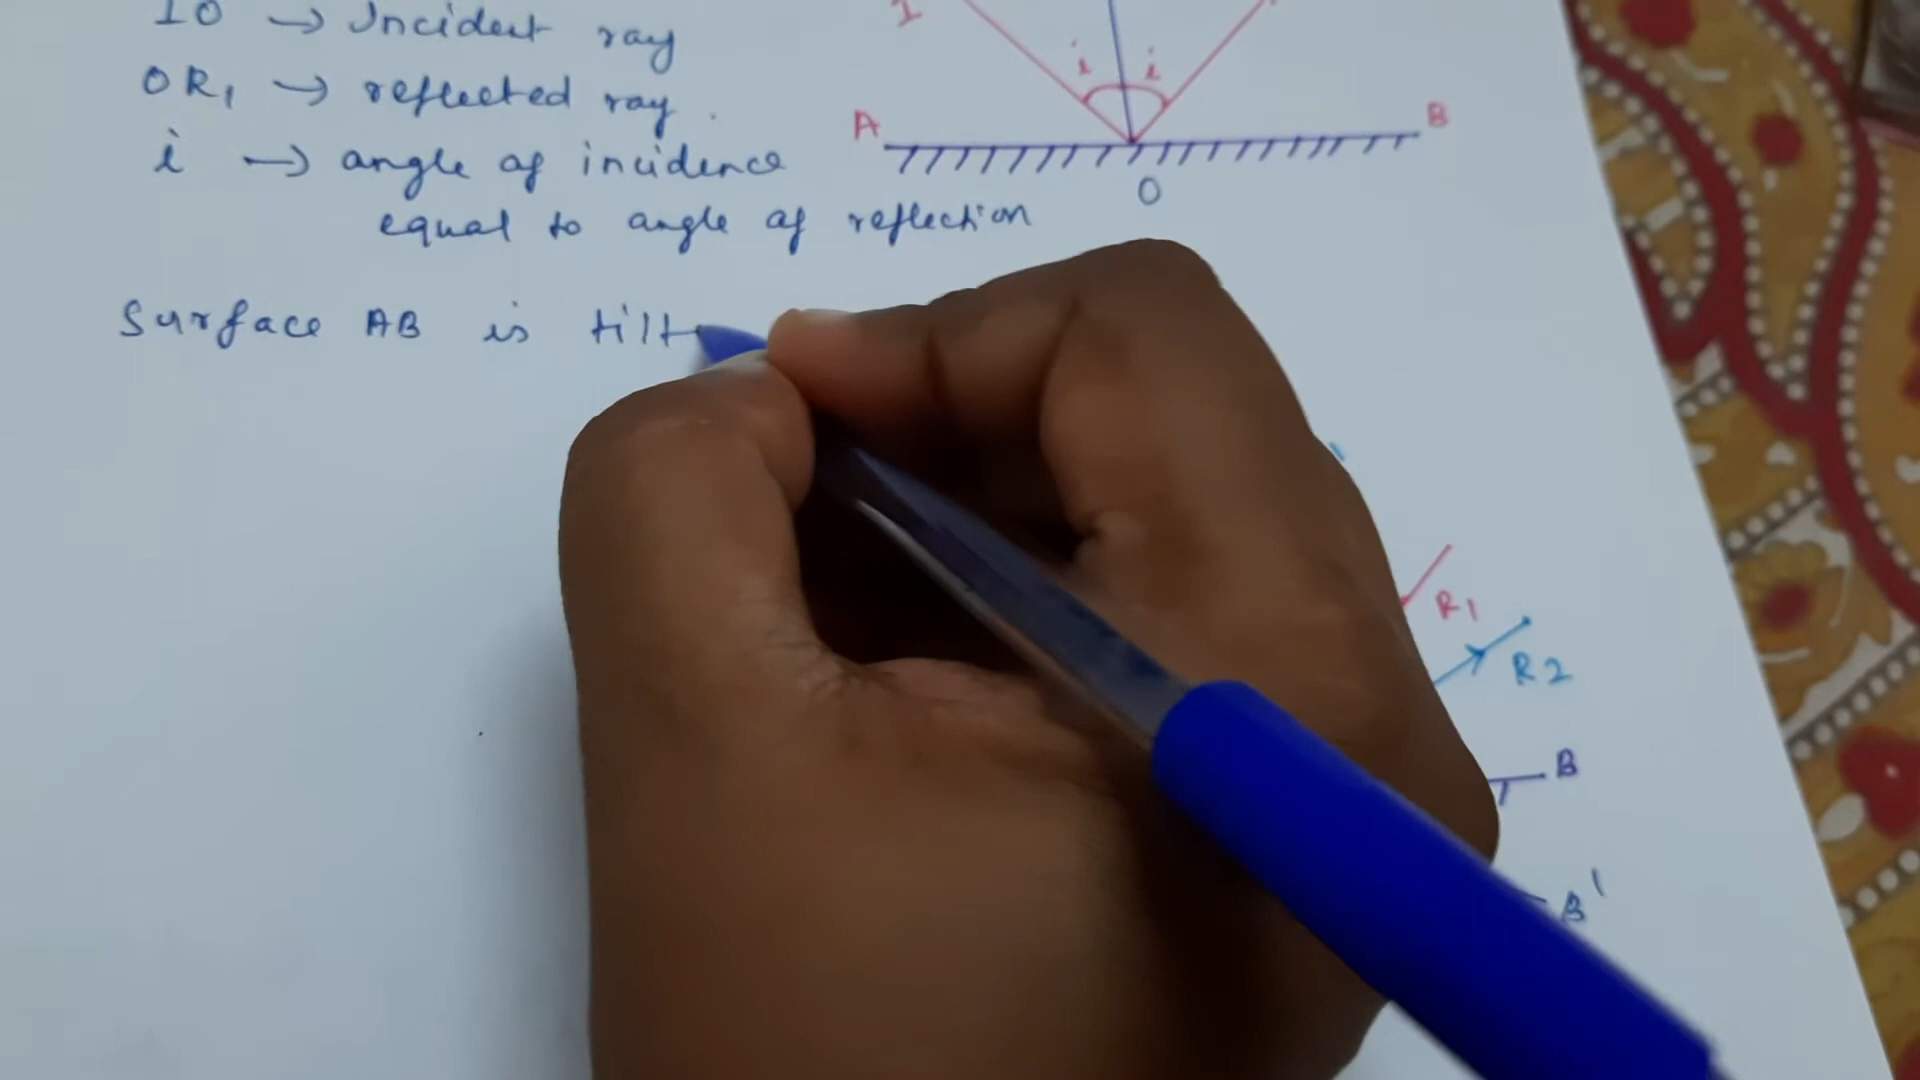 IO → Incident ray
OR1 → reflected ray.
i → angle of incidence
equal to angle of reflection
Surface AB is tilt
I
i i
A B
O
R1
R2
B
B'